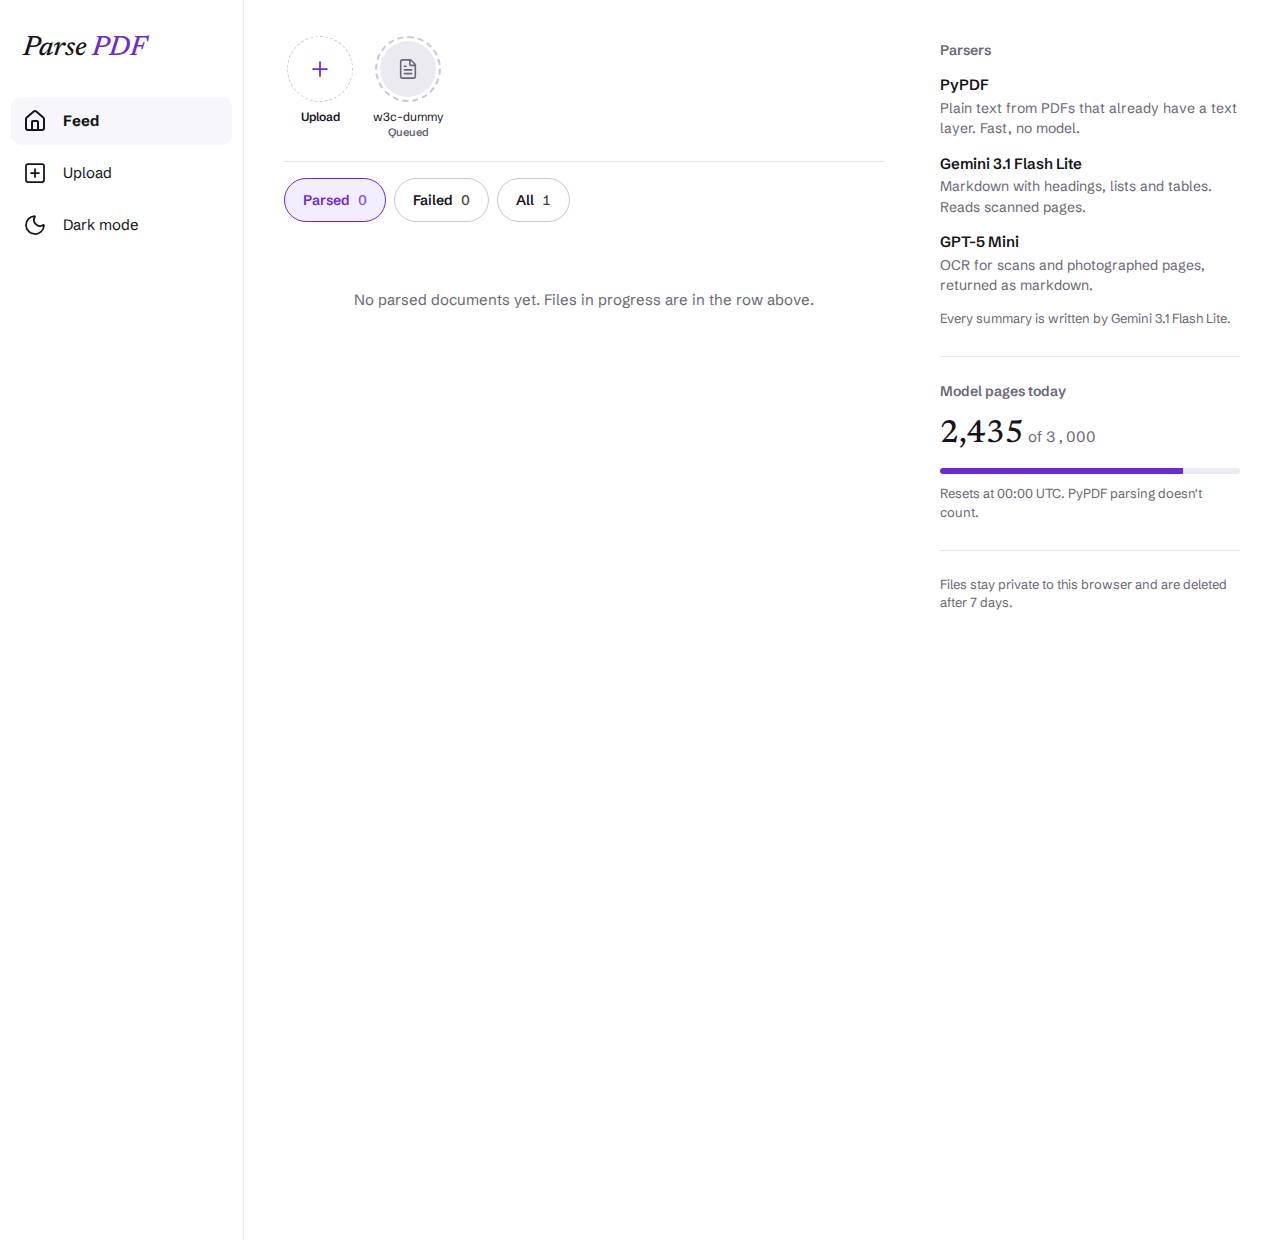 Parse PDF
Feed
Upload
Dark mode
Upload
w3c-dummy
Queued
Parsed 0
Failed 0
All 1
No parsed documents yet. Files in progress are in the row above.
Parsers
PyPDF
Plain text from PDFs that already have a text
layer. Fast, no model.
Gemini 3.1 Flash Lite
Markdown with headings, lists and tables.
Reads scanned pages.
GPT-5 Mini
OCR for scans and photographed pages,
returned as markdown.
Every summary is written by Gemini 3.1 Flash Lite.
Model pages today
2,435 of 3,000
Resets at 00:00 UTC. PyPDF parsing doesn't
count.
Files stay private to this browser and are deleted
after 7 days.